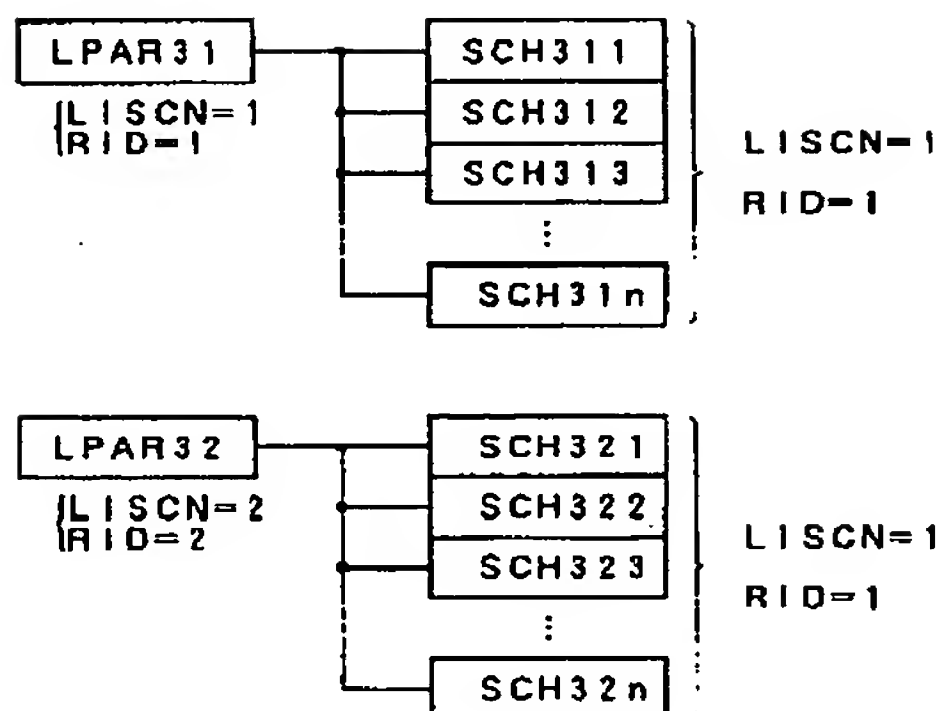 LPAR31
LISCN=1
RID=1
SCH311
SCH312
SCH313
⋮
SCH31n
LISCN=1
RID=1
LPAR32
LISCN=2
RID=2
SCH321
SCH322
SCH323
⋮
SCH32n
LISCN=1
RID=1